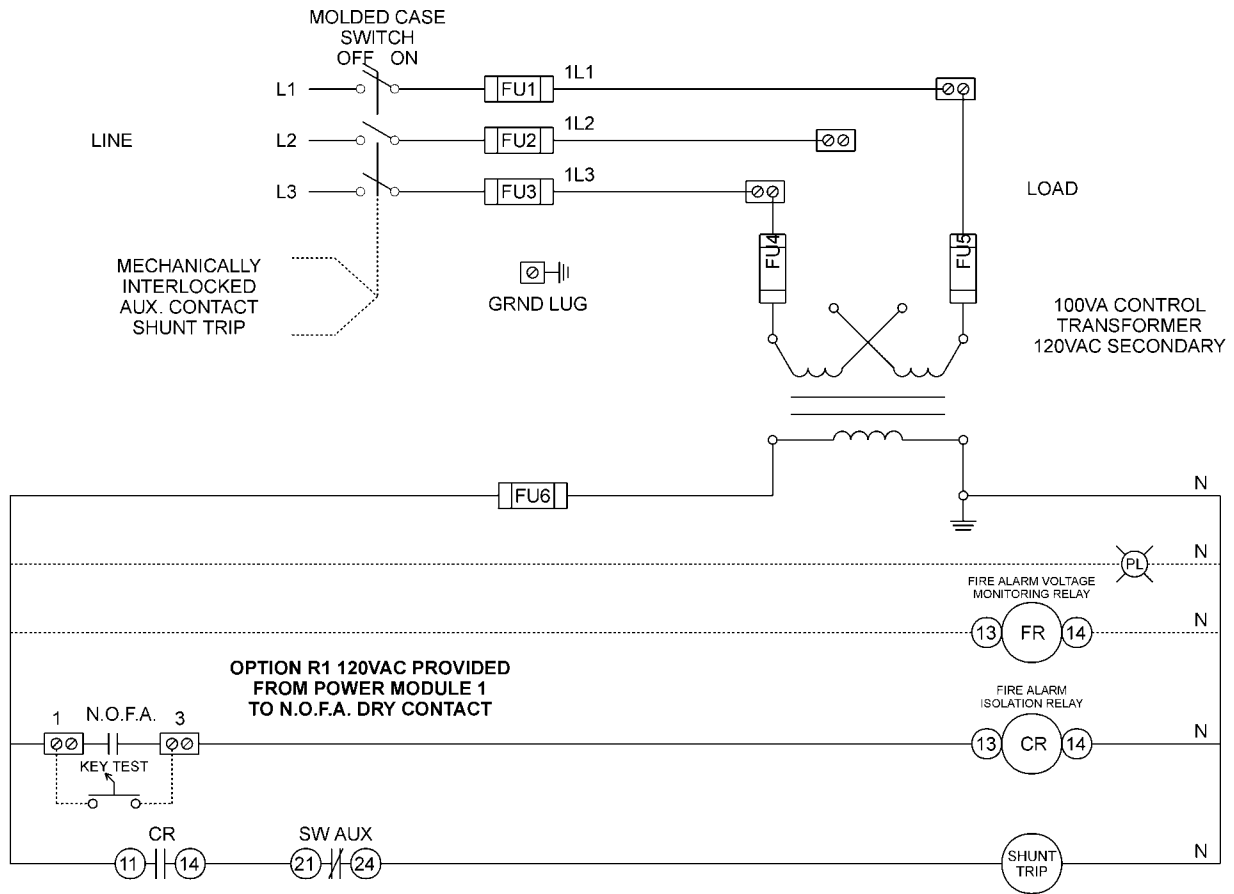 MOLDED CASE
SWITCH
OFF ON
L1
FU1
1L1
LINE
L2
FU2
1L2
L3
FU3
1L3
LOAD
MECHANICALLY
INTERLOCKED
AUX. CONTACT
SHUNT TRIP
GRND LUG
FU4
FU5
100VA CONTROL
TRANSFORMER
120VAC SECONDARY
FU6
N
PL
N
FIRE ALARM VOLTAGE
MONITORING RELAY
13 FR 14
N
OPTION R1 120VAC PROVIDED
FROM POWER MODULE 1
TO N.O.F.A. DRY CONTACT
FIRE ALARM
ISOLATION RELAY
1 N.O.F.A. 3
13 CR 14
N
KEY TEST
CR
11 14
SW AUX
21 24
SHUNT
TRIP
N